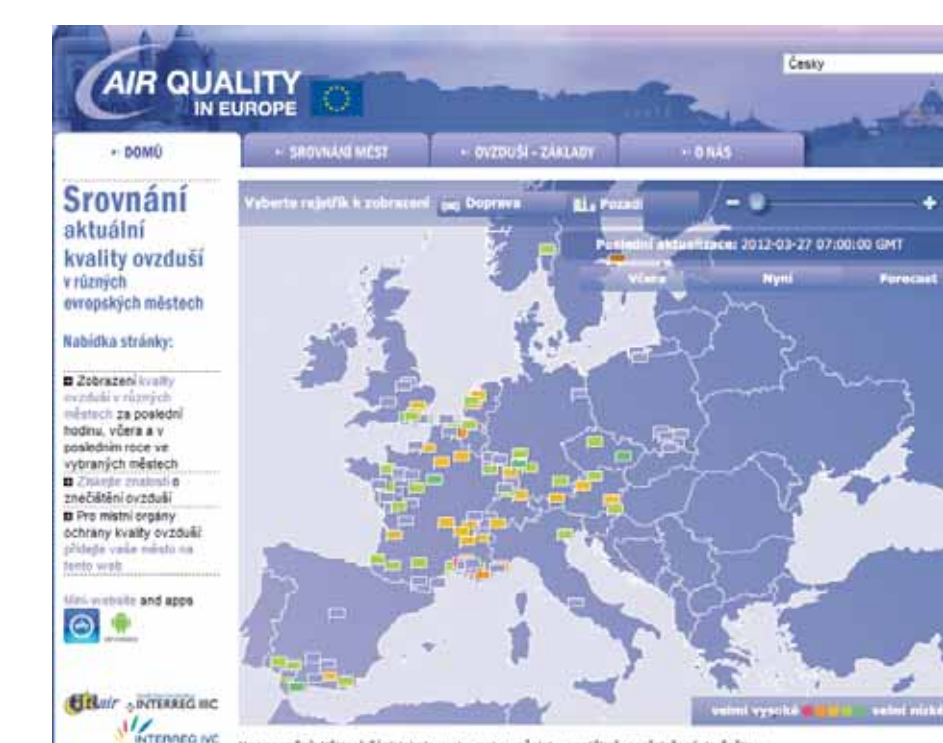 AIR QUALITY
IN EUROPE
Česky
DOMŮ
SROVNÁNÍ MĚST
OVZDUŠÍ - ZÁKLADY
O NÁS
Srovnání
aktuální
kvality ovzduší
v různých
evropských městech
Nabídka stránky:
Zobrazení kvality
ovzduší v různých
městech za poslední
hodinu, včera a v
posledním roce ve
vybraných městech
Získejte znalosti o
znečištění ovzduší
Pro místní orgány
ochrany kvality ovzduší:
přidejte vaše město na
tento web
Mini-website and apps
Vyberte rejstřík k zobrazení
Doprava
Pozadí
Poslední aktualizace: 2012-03-27 07:00:00 GMT
Včera
Nyní
Forecast
velmi vysoké
velmi nízké
citeair
INTERREG IIIC
INTERREG IVC